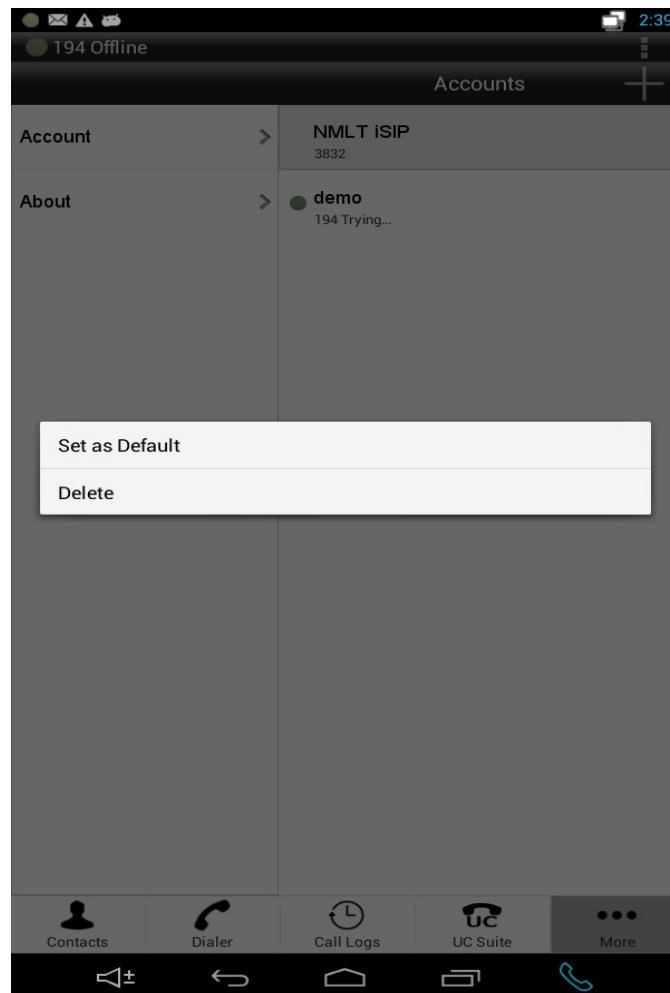 2:39
194 Offline
Accounts
Account
NMLT iSIP
3832
About
demo
194 Trying...
Set as Default
Delete
UC
Contacts
Dialer
Call Logs
UC Suite
More